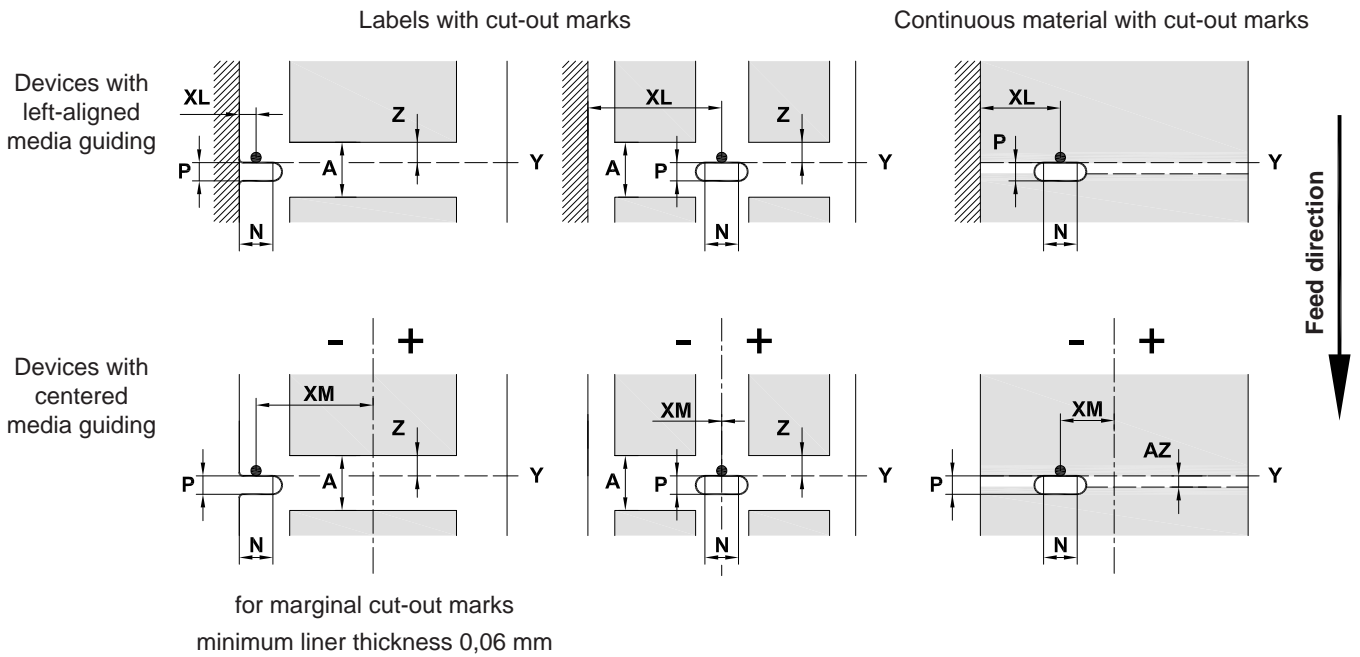 Labels with cut-out marks
Continuous material with cut-out marks
Devices with
left-aligned
media guiding
XL
Z
A
P
Y
N
XL
Z
A
P
Y
N
XL
P
Y
N
Feed direction
Devices with
centered
media guiding
- +
XM
Z
A
P
Y
N
- +
XM
Z
A
P
Y
N
- +
XM
AZ
P
Y
N
for marginal cut-out marks
minimum liner thickness 0,06 mm